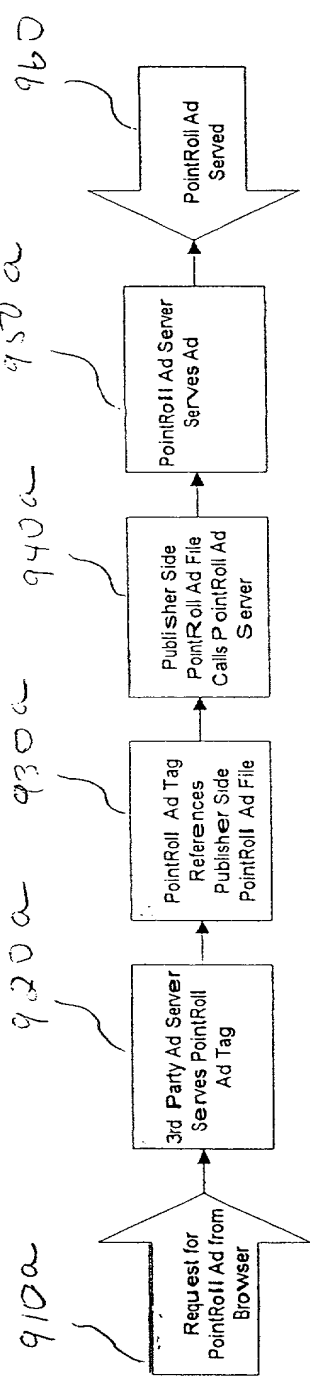 910a
920a
930a
940a
950a
960
Request for
PointRoll Ad from
Browser
3rd Party Ad Server
Serves PointRoll
Ad Tag
PointRoll Ad Tag
References
Publisher Side
PointRoll Ad File
Publisher Side
PointRoll Ad File
Calls PointRoll Ad
Server
PointRoll Ad Server
Serves Ad
PointRoll Ad
Served